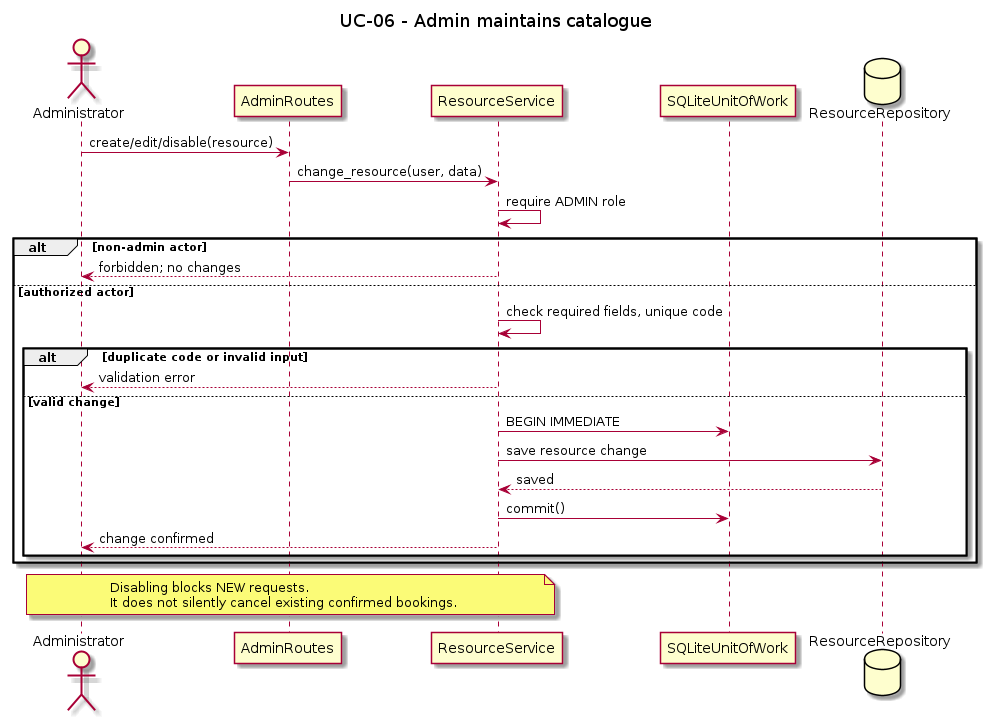 UC-06 - Admin maintains catalogue
Administrator
AdminRoutes
ResourceService
SQLiteUnitOfWork
ResourceRepository
create/edit/disable(resource)
change_resource(user, data)
require ADMIN role
alt [non-admin actor]
forbidden; no changes
[authorized actor]
check required fields, unique code
alt [duplicate code or invalid input]
validation error
[valid change]
BEGIN IMMEDIATE
save resource change
saved
commit()
change confirmed
Disabling blocks NEW requests.
It does not silently cancel existing confirmed bookings.
Administrator
AdminRoutes
ResourceService
SQLiteUnitOfWork
ResourceRepository